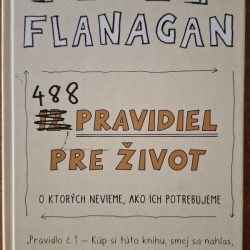 FLANAGAN
488
12 PRAVIDIEL
PRE ŽIVOT
O KTORÝCH NEVIEME, AKO ICH POTREBUJEME
„Pravidlo č. 1 – Kúp si túto knihu, smej sa nahlas,